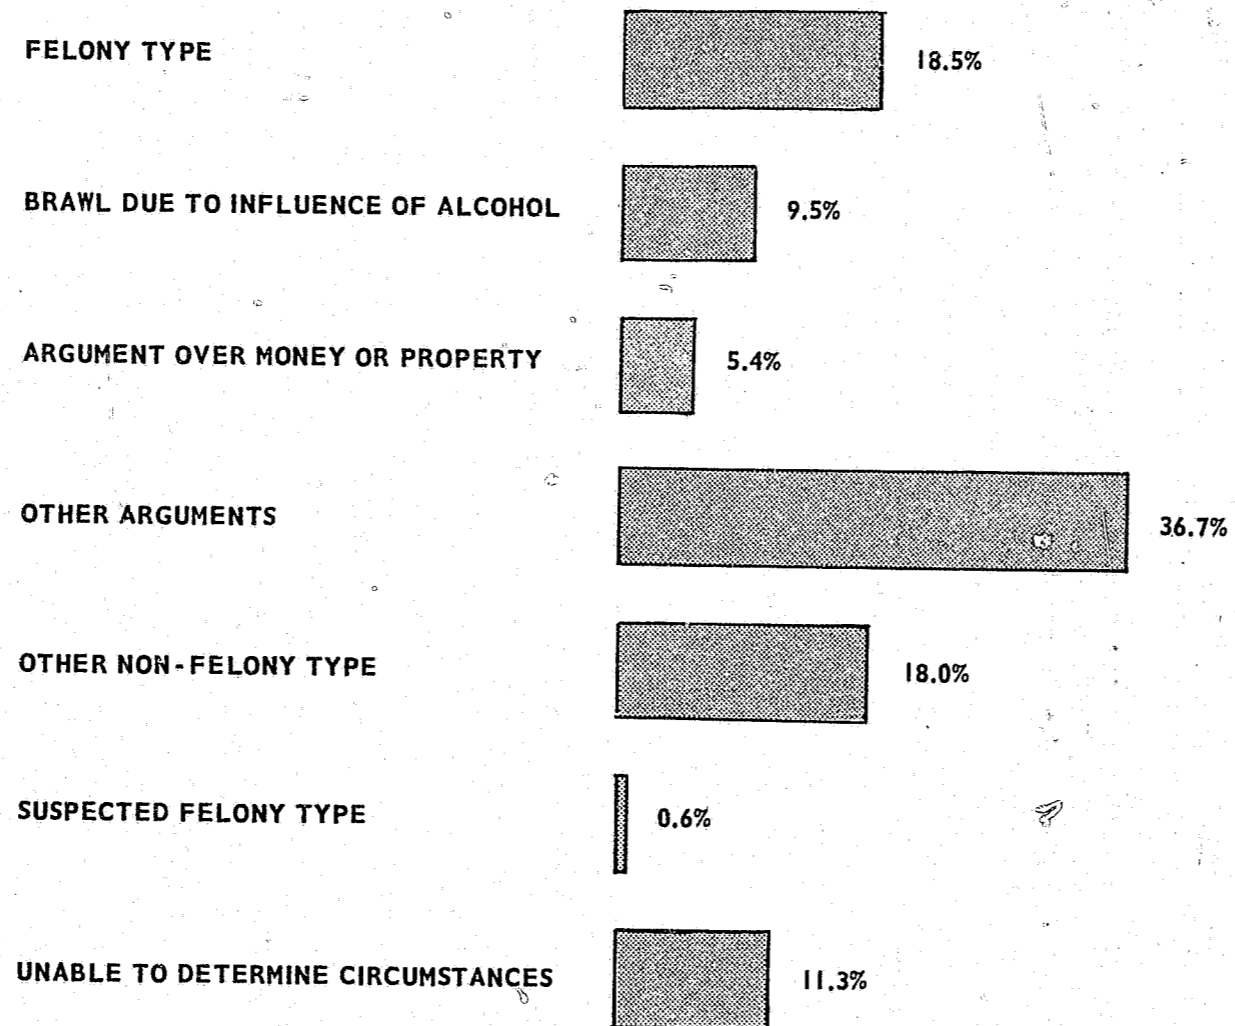 FELONY TYPE 18.5%
BRAWL DUE TO INFLUENCE OF ALCOHOL 9.5%
ARGUMENT OVER MONEY OR PROPERTY 5.4%
OTHER ARGUMENTS 36.7%
OTHER NON-FELONY TYPE 18.0%
SUSPECTED FELONY TYPE 0.6%
UNABLE TO DETERMINE CIRCUMSTANCES 11.3%